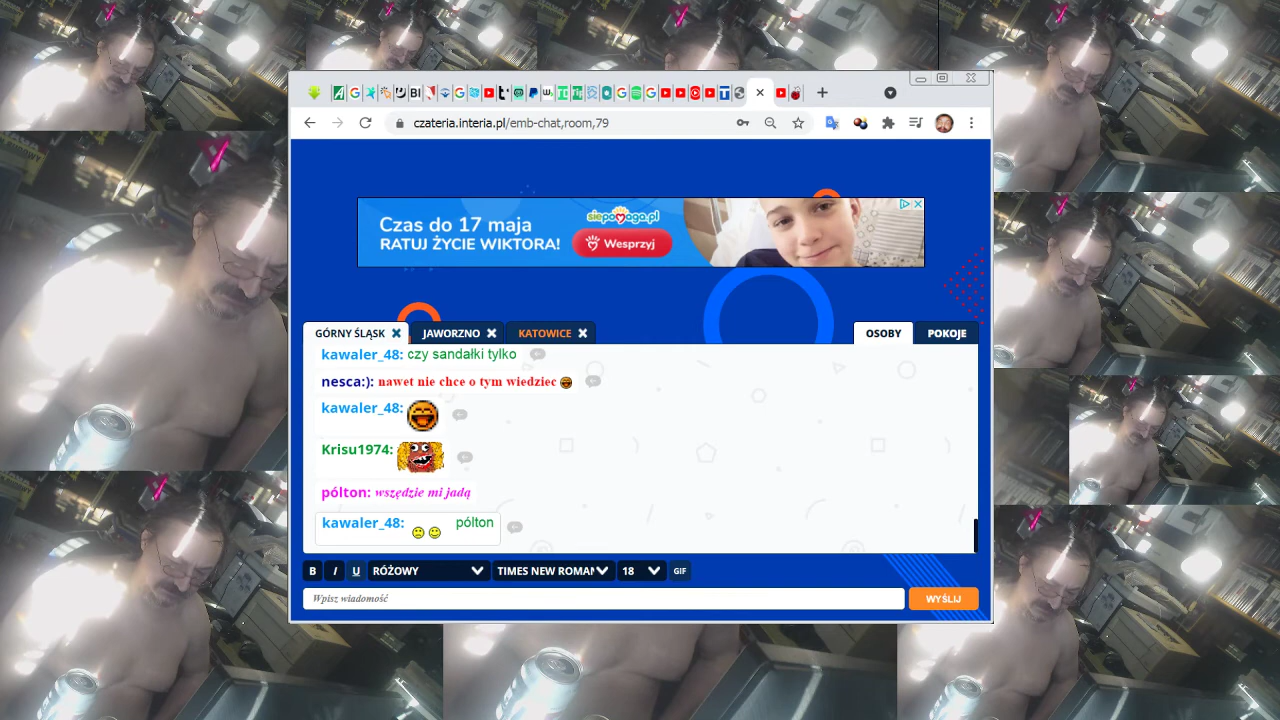 czateria.interia.pl/emb-chat,room,79
Czas do 17 maja
RATUJ ŻYCIE WIKTORA!
siepomaga.pl
Wesprzyj
GÓRNY ŚLĄSK
JAWORZNO
KATOWICE
OSOBY
POKOJE
kawaler_48: czy sandałki tylko
nesca:): nawet nie chce o tym wiedziec
kawaler_48:
Krisu1974:
pólton: wszędzie mi jadą
kawaler_48: pólton
B I U RÓŻOWY TIMES NEW ROMAN 18 GIF
Wpisz wiadomość
WYŚLIJ